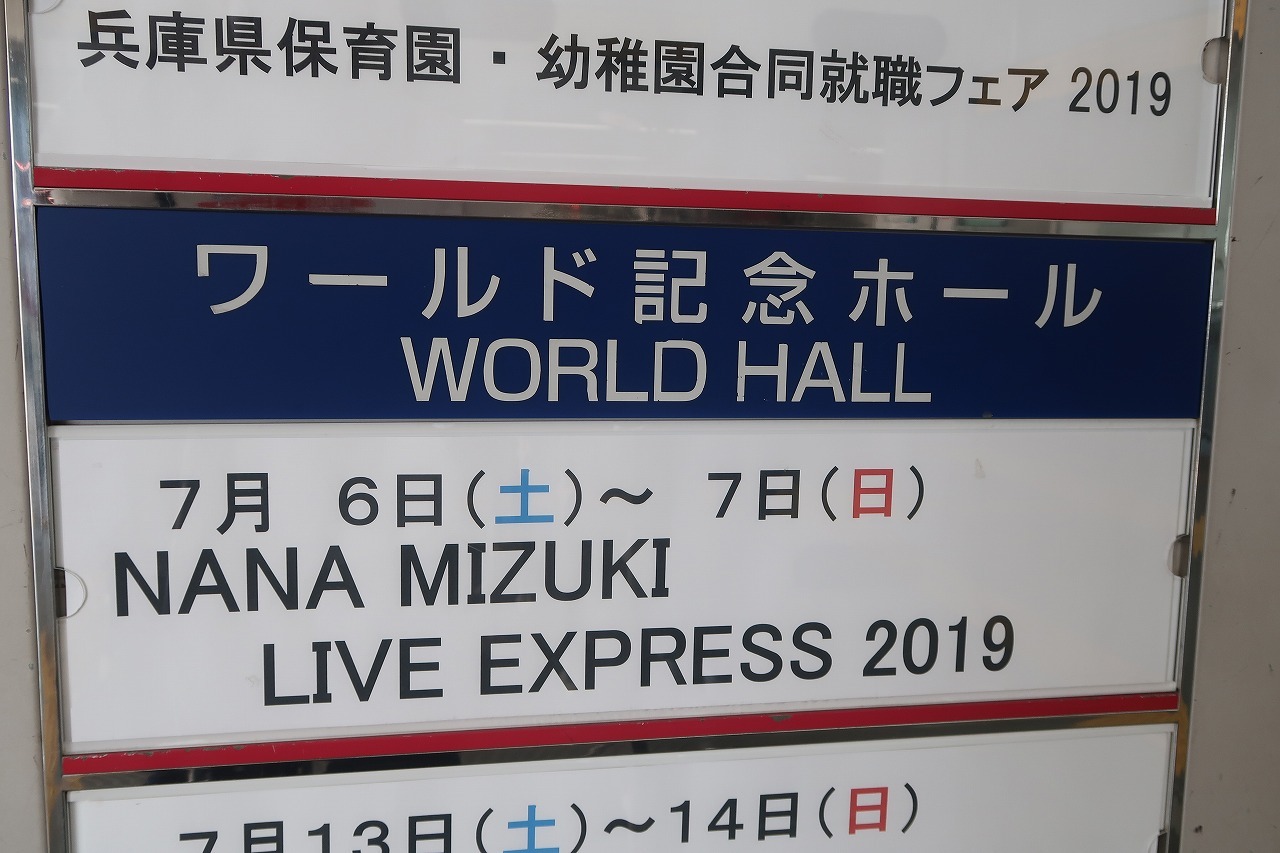 兵庫県保育園・幼稚園合同就職フェア 2019
ワールド記念ホール
WORLD HALL
7月 6日(土)～ 7日(日)
NANA MIZUKI
LIVE EXPRESS 2019
7月13日(土)～14日(日)